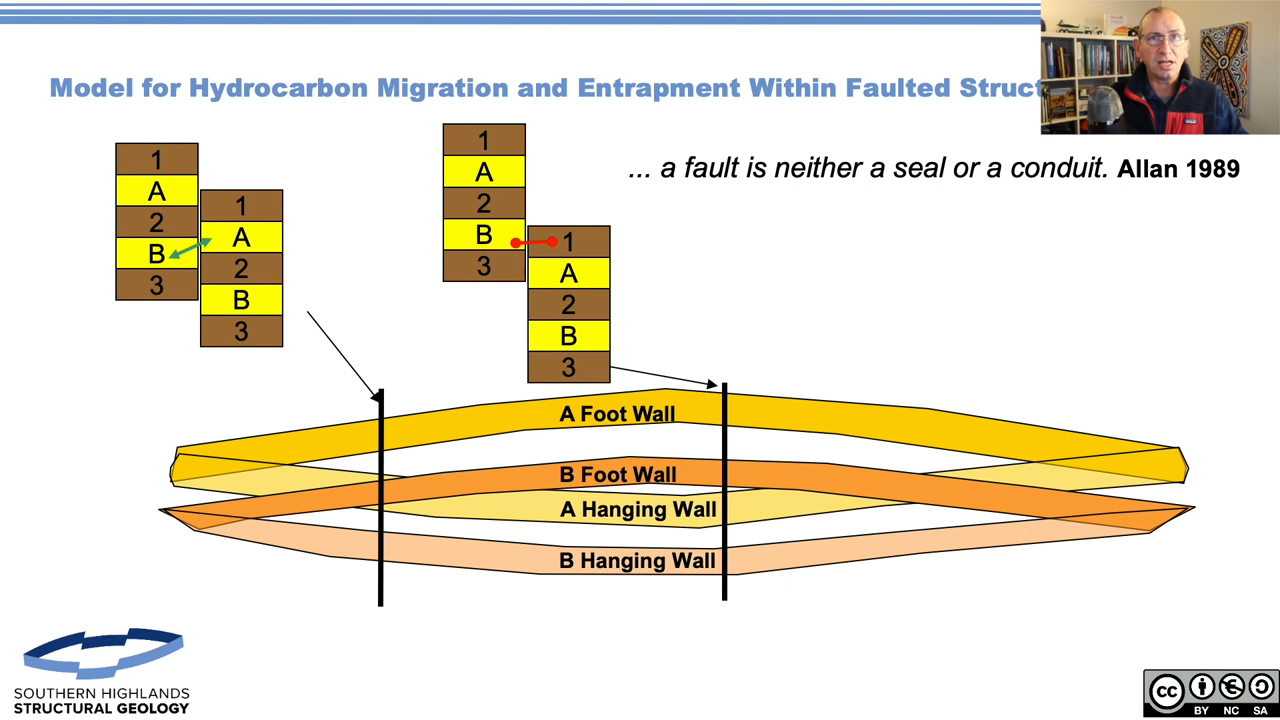 Model for Hydrocarbon Migration and Entrapment Within Faulted Struct
... a fault is neither a seal or a conduit. Allan 1989
1
A
2
B
3
1
A
2
B
3
1
A
2
B
3
1
A
2
B
3
A Foot Wall
B Foot Wall
A Hanging Wall
B Hanging Wall
SOUTHERN HIGHLANDS
STRUCTURAL GEOLOGY
cc
BY NC SA